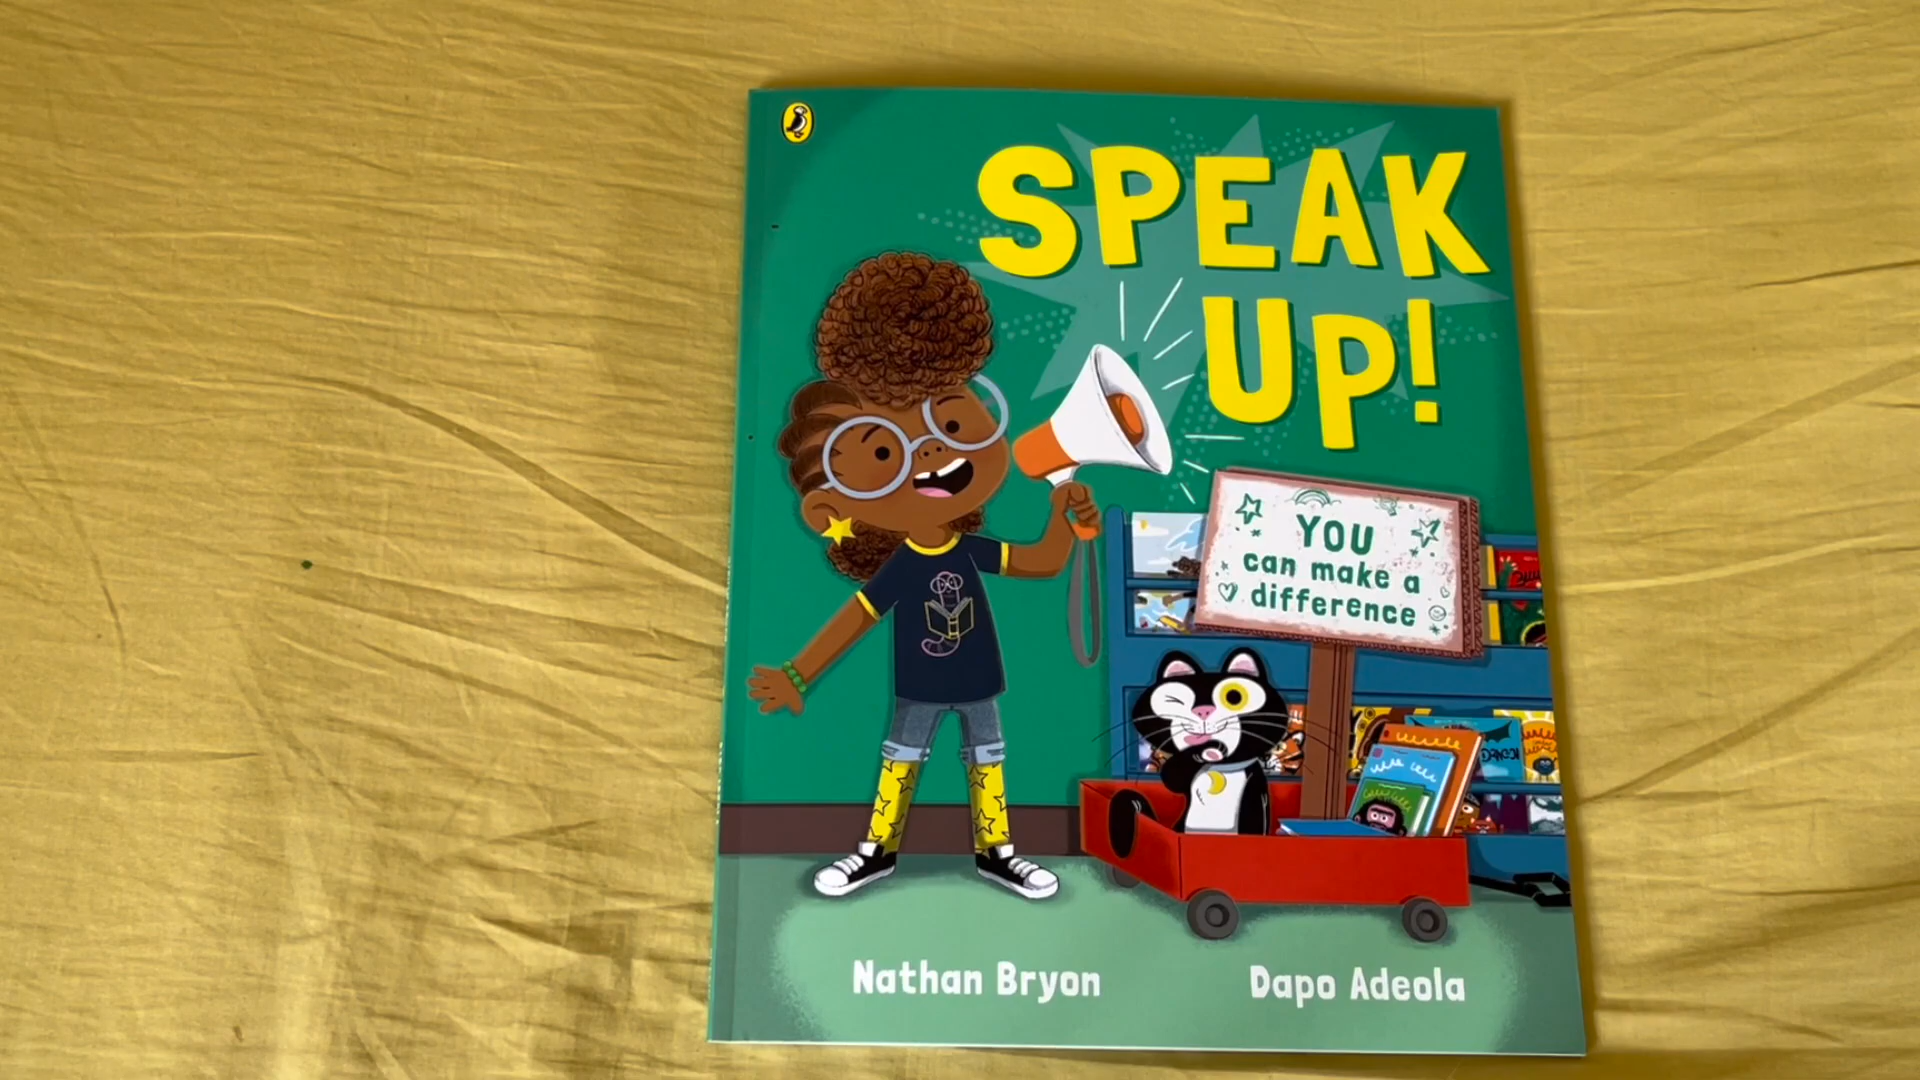 SPEAK
UP!
YOU
can make a
difference
Nathan Bryon
Dapo Adeola